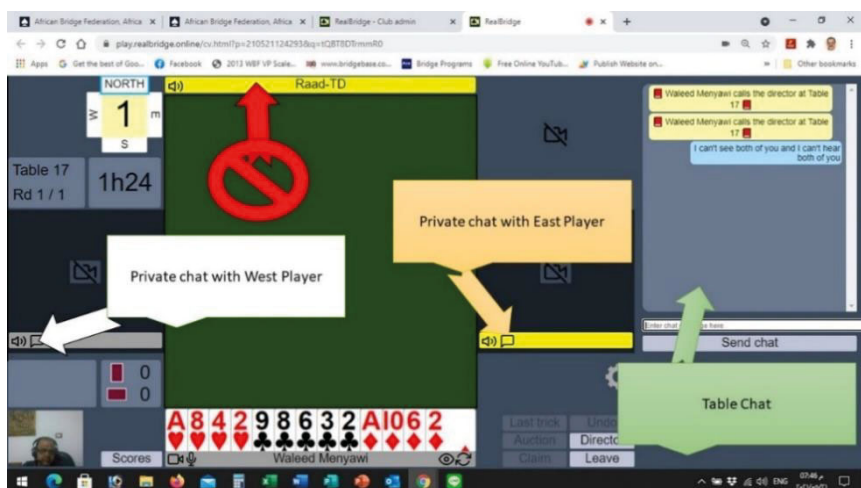 African Bridge Federation, Africa
African Bridge Federation, Africa
RealBridge - Club admin
RealBridge
play.realbridge.online/cv.html?p=210521124293&q=tQBT8DTrmmR0
Apps
Get the best of Goo...
Facebook
2013 WBF VP Scale...
www.bridgebase.co...
Bridge Programs
Free Online YouTub...
Publish Website on...
Other bookmarks
NORTH
W 1 E
S
Table 17
Rd 1 / 1
1h24
Raad-TD
Waleed Menyawi calls the director at Table
17
Waleed Menyawi calls the director at Table
17
I can't see both of you and I can't hear
both of you
Private chat with East Player
Private chat with West Player
Send chat
Table Chat
0
0
A 8 4 2 9 8 6 3 2 A 10 6 2
Waleed Menyawi
Scores
Last trick
Undo
Auction
Claim
Leave
ENG